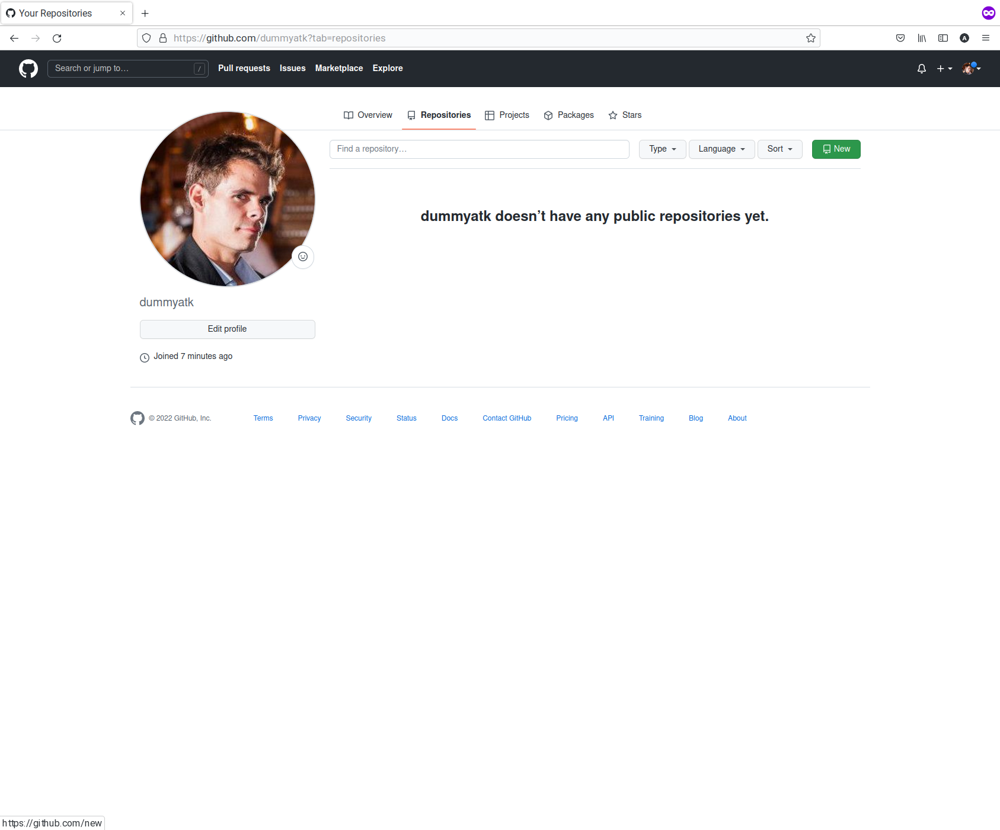 Your Repositories
https://github.com/dummyatk?tab=repositories
A
Search or jump to…
/
Pull requests
Issues
Marketplace
Explore
Overview
Repositories
Projects
Packages
Stars
Find a repository…
Type
Language
Sort
New
dummyatk doesn’t have any public repositories yet.
dummyatk
Edit profile
Joined 7 minutes ago
© 2022 GitHub, Inc.
Terms
Privacy
Security
Status
Docs
Contact GitHub
Pricing
API
Training
Blog
About
https://github.com/new